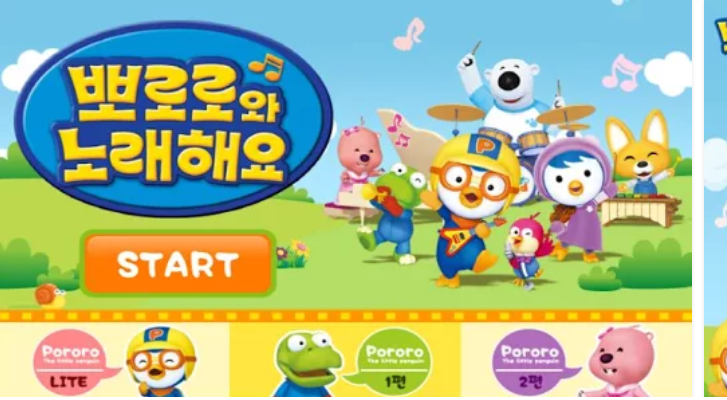 뽀로로와
노래해요
P
START
P
Pororo
The little penguin
LITE
Pororo
The little penguin
1편
Pororo
The little penguin
2편